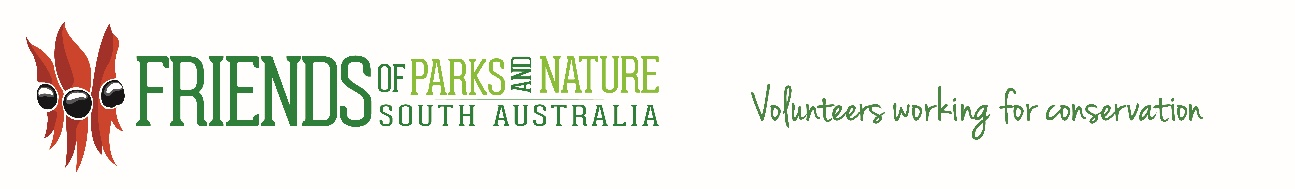 FRIENDS OF PARKS AND NATURE
SOUTH AUSTRALIA
Volunteers working for conservation